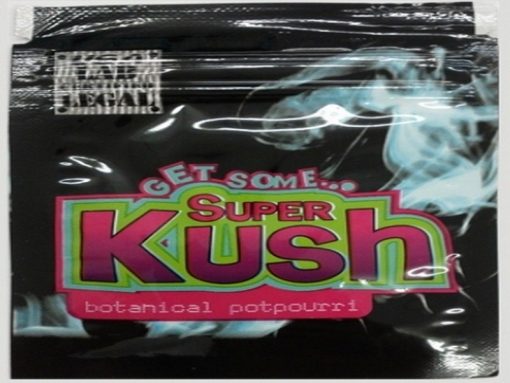 GET SOME...
SUPER
Kush
botanical potpourri